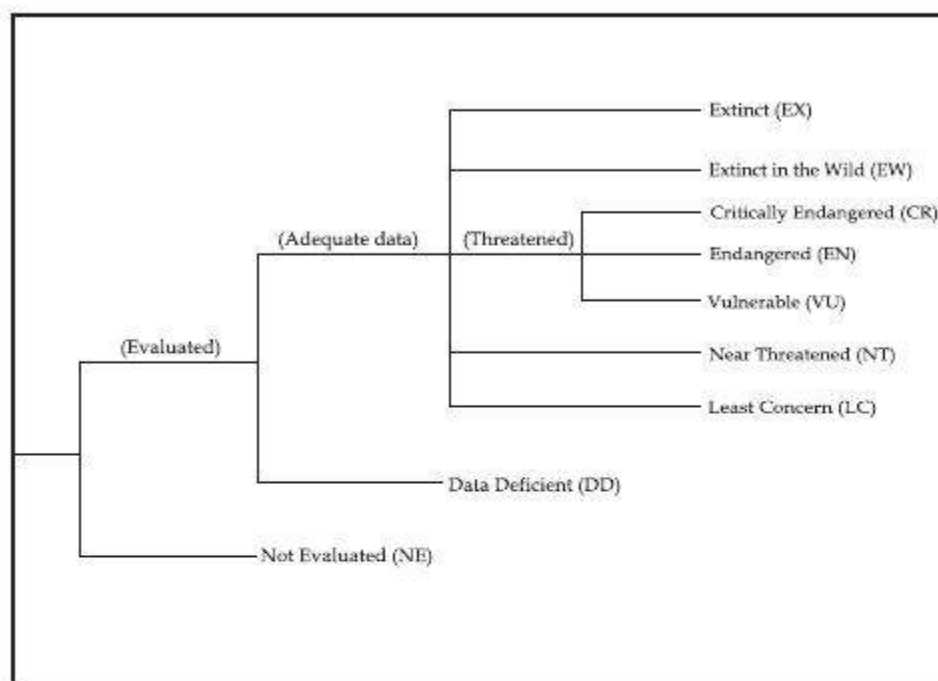 Extinct (EX)
Extinct in the Wild (EW)
Critically Endangered (CR)
(Adequate data)
(Threatened)
Endangered (EN)
Vulnerable (VU)
(Evaluated)
Near Threatened (NT)
Least Concern (LC)
Data Deficient (DD)
Not Evaluated (NE)